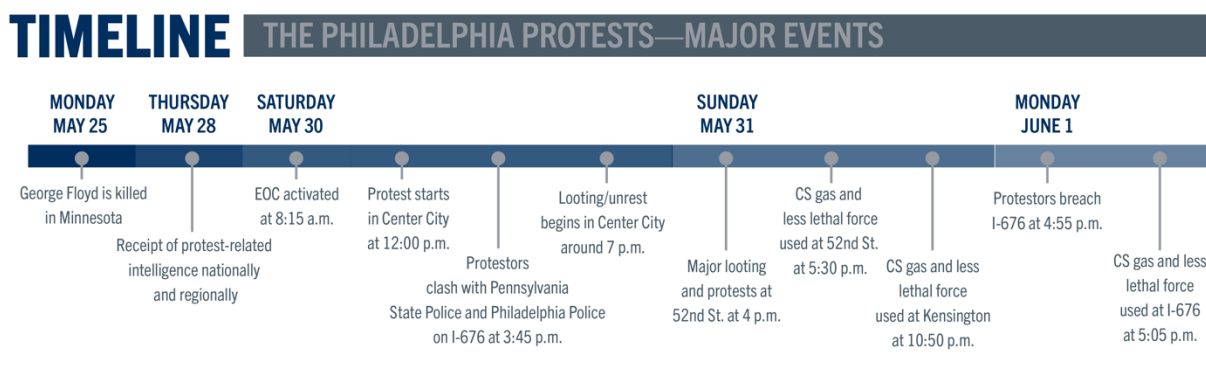 TIMELINE THE PHILADELPHIA PROTESTS—MAJOR EVENTS
MONDAY
MAY 25
THURSDAY
MAY 28
SATURDAY
MAY 30
SUNDAY
MAY 31
MONDAY
JUNE 1
George Floyd is killed
in Minnesota
Receipt of protest-related
intelligence nationally
and regionally
EOC activated
at 8:15 a.m.
Protest starts
in Center City
at 12:00 p.m.
Protestors
clash with Pennsylvania
State Police and Philadelphia Police
on I-676 at 3:45 p.m.
Looting/unrest
begins in Center City
around 7 p.m.
Major looting
and protests at
52nd St. at 4 p.m.
CS gas and
less lethal force
used at 52nd St.
at 5:30 p.m.
CS gas and less
lethal force
used at Kensington
at 10:50 p.m.
Protestors breach
I-676 at 4:55 p.m.
CS gas and less
lethal force
used at I-676
at 5:05 p.m.